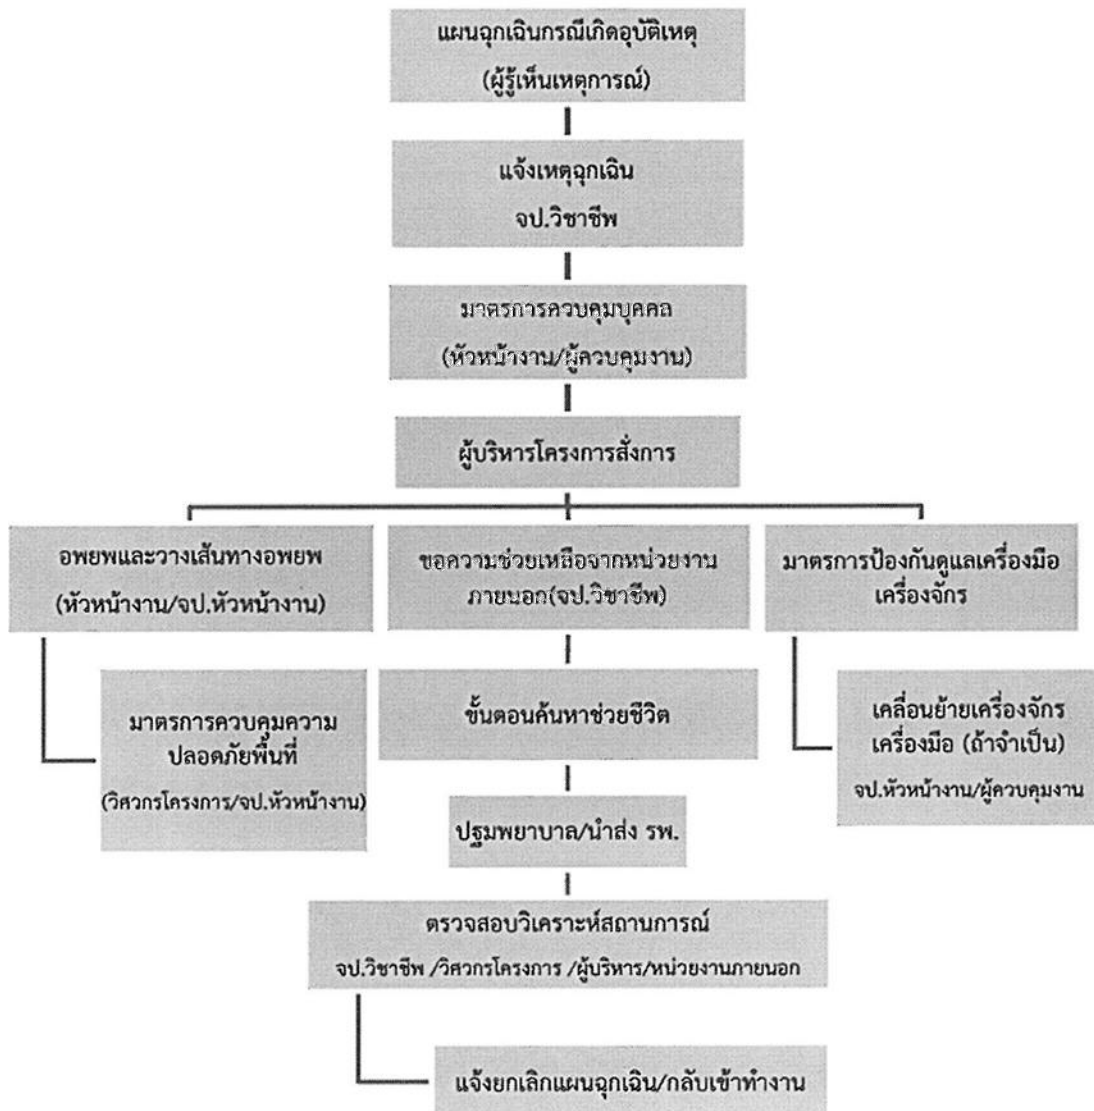 แผนฉุกเฉินกรณีเกิดอุบัติเหตุ
(ผู้รู้เห็นเหตุการณ์)
แจ้งเหตุฉุกเฉิน
จป.วิชาชีพ
มาตรการควบคุมบุคคล
(หัวหน้างาน/ผู้ควบคุมงาน)
ผู้บริหารโครงการสั่งการ
อพยพและวางเส้นทางอพยพ
(หัวหน้างาน/จป.หัวหน้างาน)
ขอความช่วยเหลือจากหน่วยงาน
ภายนอก(จป.วิชาชีพ)
มาตรการป้องกันดูแลเครื่องมือ
เครื่องจักร
มาตรการควบคุมความ
ปลอดภัยพื้นที่
(วิศวกรโครงการ/จป.หัวหน้างาน)
ขั้นตอนค้นหาช่วยชีวิต
เคลื่อนย้ายเครื่องจักร
เครื่องมือ (ถ้าจำเป็น)
จป.หัวหน้างาน/ผู้ควบคุมงาน
ปฐมพยาบาล/นำส่ง รพ.
ตรวจสอบวิเคราะห์สถานการณ์
จป.วิชาชีพ /วิศวกรโครงการ /ผู้บริหาร/หน่วยงานภายนอก
แจ้งยกเลิกแผนฉุกเฉิน/กลับเข้าทำงาน